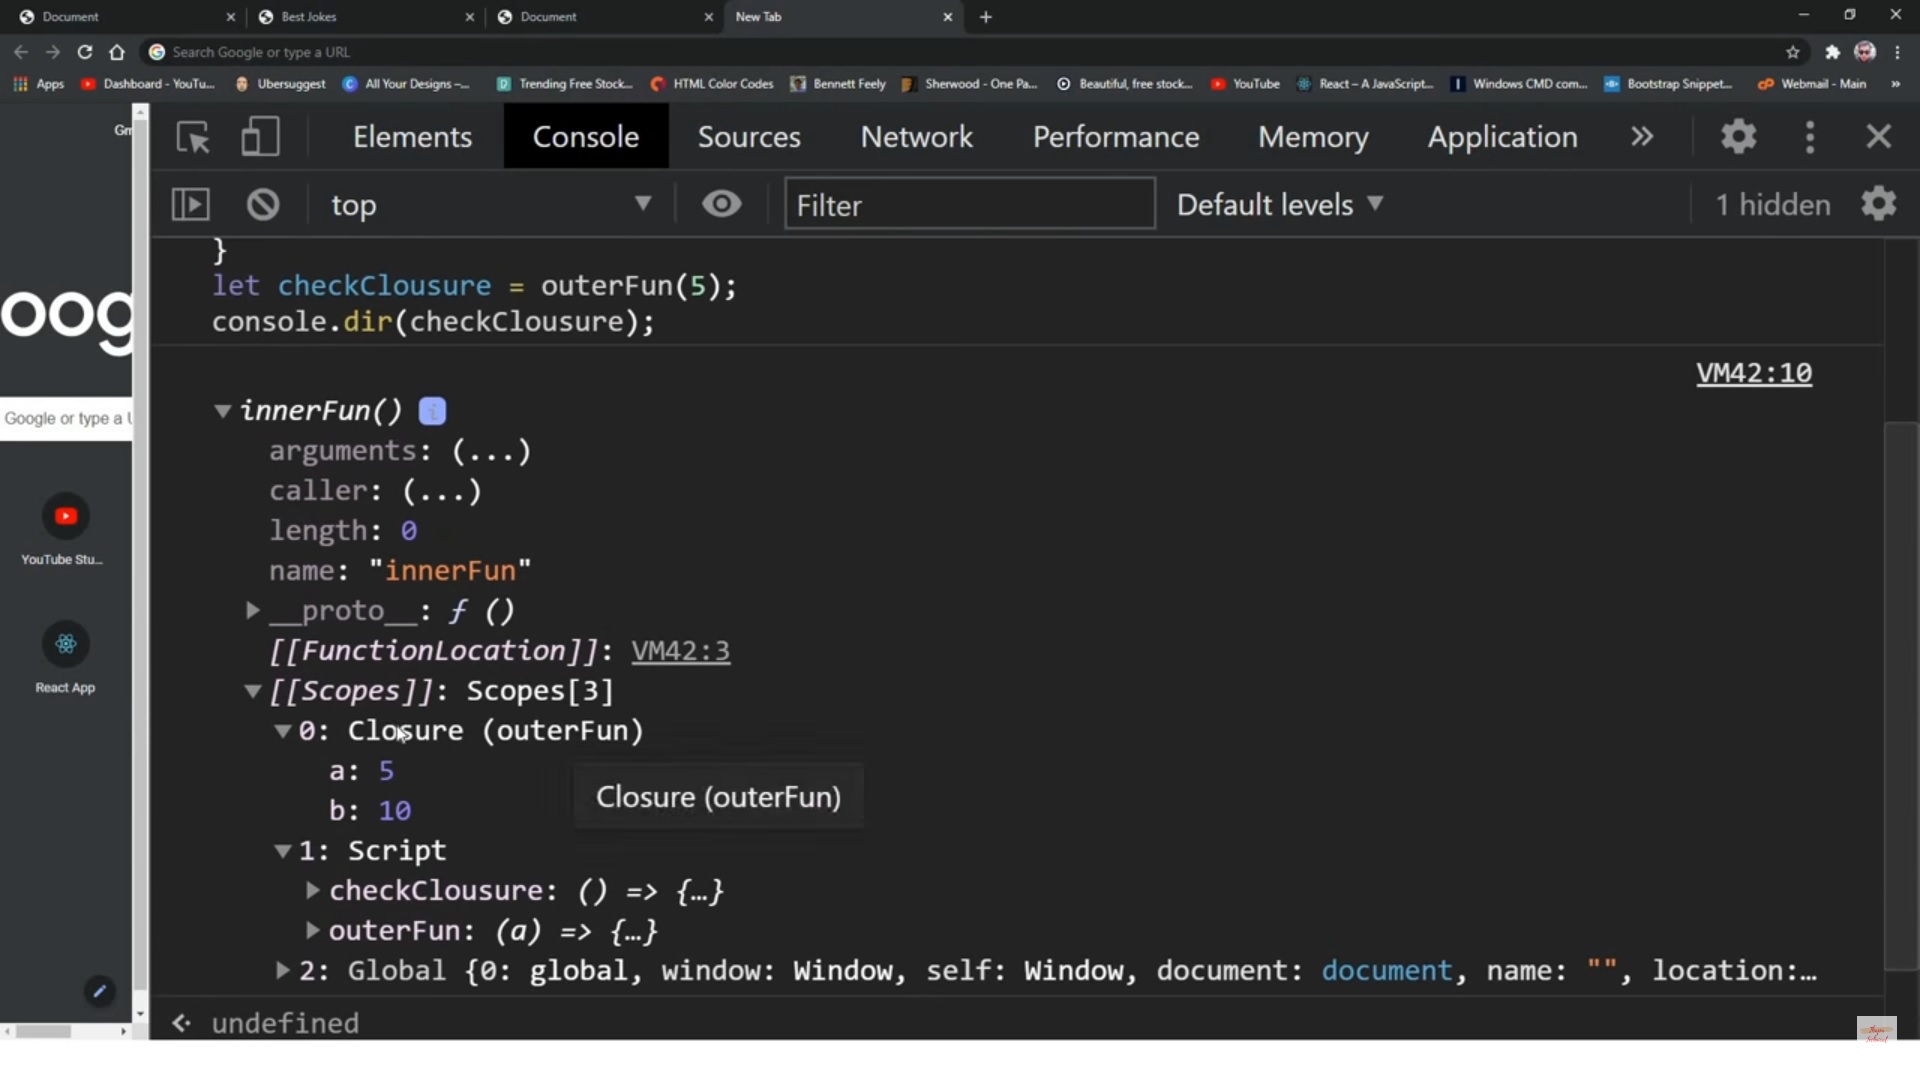 Document
Best Jokes
Document
New Tab
Search Google or type a URL
Apps
Dashboard - YouTu...
Ubersuggest
All Your Designs –...
Trending Free Stock...
HTML Color Codes
Bennett Feely
Sherwood - One Pa...
Beautiful, free stock...
YouTube
React – A JavaScript...
Windows CMD com...
Bootstrap Snippet...
Webmail - Main
»
Gm
Elements
Console
Sources
Network
Performance
Memory
Application
»
top
Filter
Default levels
1 hidden
}
let checkClousure = outerFun(5);
console.dir(checkClousure);
VM42:10
innerFun() i
arguments: (...)
caller: (...)
length: 0
name: "innerFun"
__proto__: ƒ ()
[[FunctionLocation]]: VM42:3
[[Scopes]]: Scopes[3]
0: Closure (outerFun)
a: 5
Closure (outerFun)
b: 10
1: Script
checkClousure: () => {…}
outerFun: (a) => {…}
2: Global {0: global, window: Window, self: Window, document: document, name: "", location:…
undefined
oog
Google or type a U
YouTube Stu...
React App